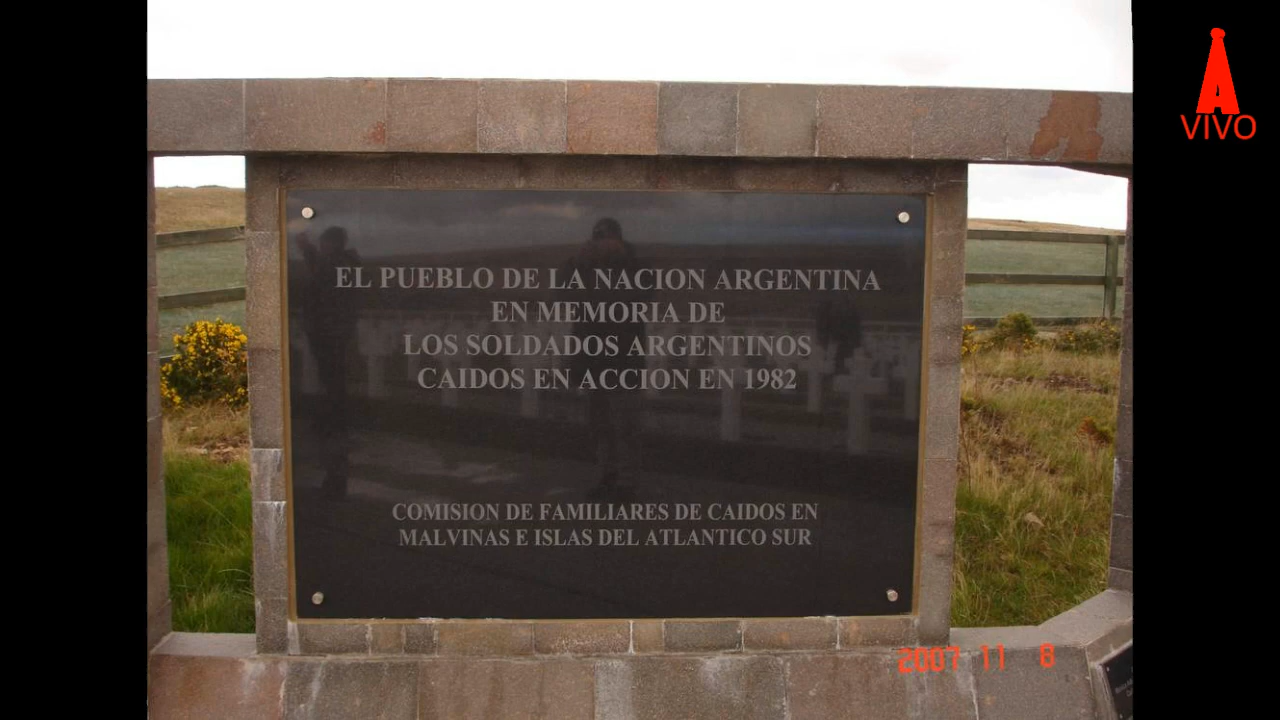 A
VIVO
EL PUEBLO DE LA NACION ARGENTINA
EN MEMORIA DE
LOS SOLDADOS ARGENTINOS
CAIDOS EN ACCION EN 1982
COMISION DE FAMILIARES DE CAIDOS EN
MALVINAS E ISLAS DEL ATLANTICO SUR
2007 11 8